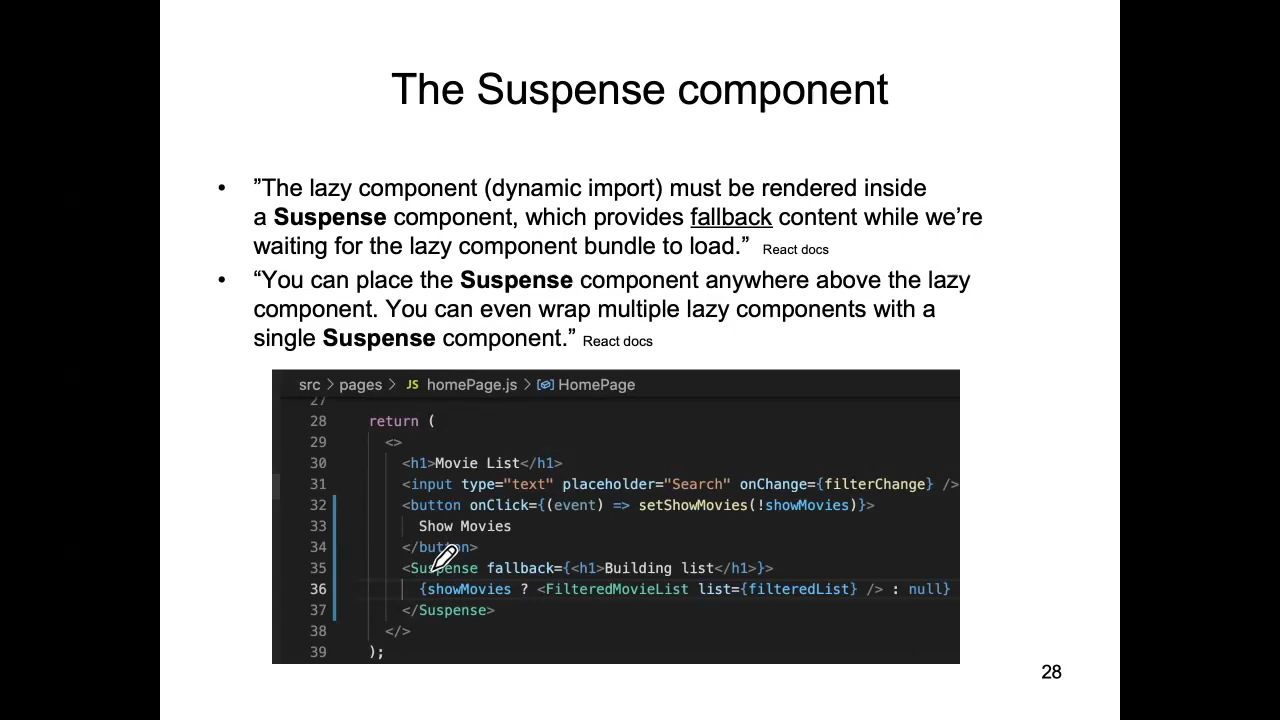 The Suspense component
• ”The lazy component (dynamic import) must be rendered inside
a Suspense component, which provides fallback content while we’re
waiting for the lazy component bundle to load.” React docs
• “You can place the Suspense component anywhere above the lazy
component. You can even wrap multiple lazy components with a
single Suspense component.” React docs
src > pages > JS homePage.js > HomePage
27
28 return (
29 <>
30 <h1>Movie List</h1>
31 <input type="text" placeholder="Search" onChange={filterChange} />
32 <button onClick={(event) => setShowMovies(!showMovies)}>
33 Show Movies
34 </button>
35 <Suspense fallback={<h1>Building list</h1>}>
36 {showMovies ? <FilteredMovieList list={filteredList} /> : null}
37 </Suspense>
38 </>
39 );
28